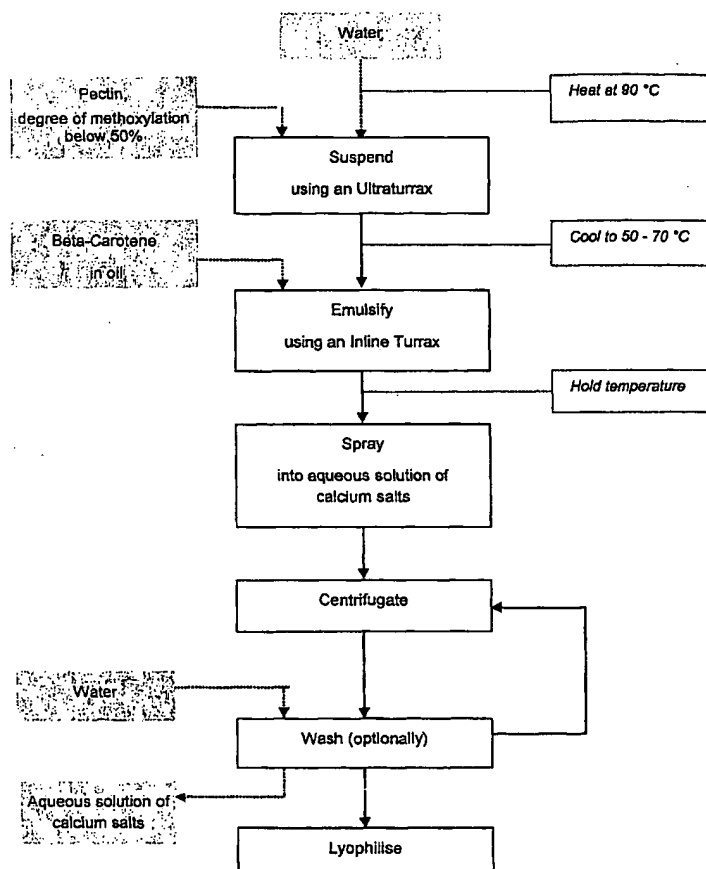 Water
Pectin,
degree of methoxylation
below 50%
Heat at 90 °C
Suspend
using an Ultraturrax
Beta-Carotene
in oil
Cool to 50 - 70 °C
Emulsify
using an Inline Turrax
Hold temperature
Spray
into aqueous solution of
calcium salts
Centrifugate
Water
Wash (optionally)
Aqueous solution of
calcium salts
Lyophilise